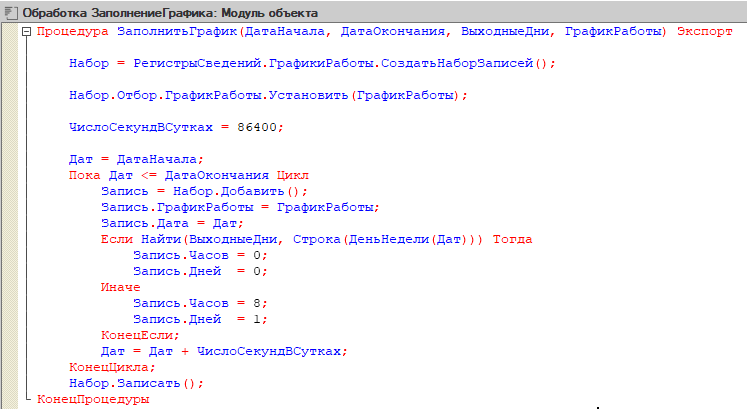 Обработка ЗаполнениеГрафика: Модуль объекта
Процедура ЗаполнитьГрафик(ДатаНачала, ДатаОкончания, ВыходныеДни, ГрафикРаботы) Экспорт
Набор = РегистрыСведений.ГрафикиРаботы.СоздатьНаборЗаписей();
Набор.Отбор.ГрафикРаботы.Установить(ГрафикРаботы);
ЧислоСекундВСутках = 86400;
Дат = ДатаНачала;
Пока Дат <= ДатаОкончания Цикл
Запись = Набор.Добавить();
Запись.ГрафикРаботы = ГрафикРаботы;
Запись.Дата = Дат;
Если Найти(ВыходныеДни, Строка(ДеньНедели(Дат))) Тогда
Запись.Часов = 0;
Запись.Дней  = 0;
Иначе
Запись.Часов = 8;
Запись.Дней  = 1;
КонецЕсли;
Дат = Дат + ЧислоСекундВСутках;
КонецЦикла;
Набор.Записать();
КонецПроцедуры